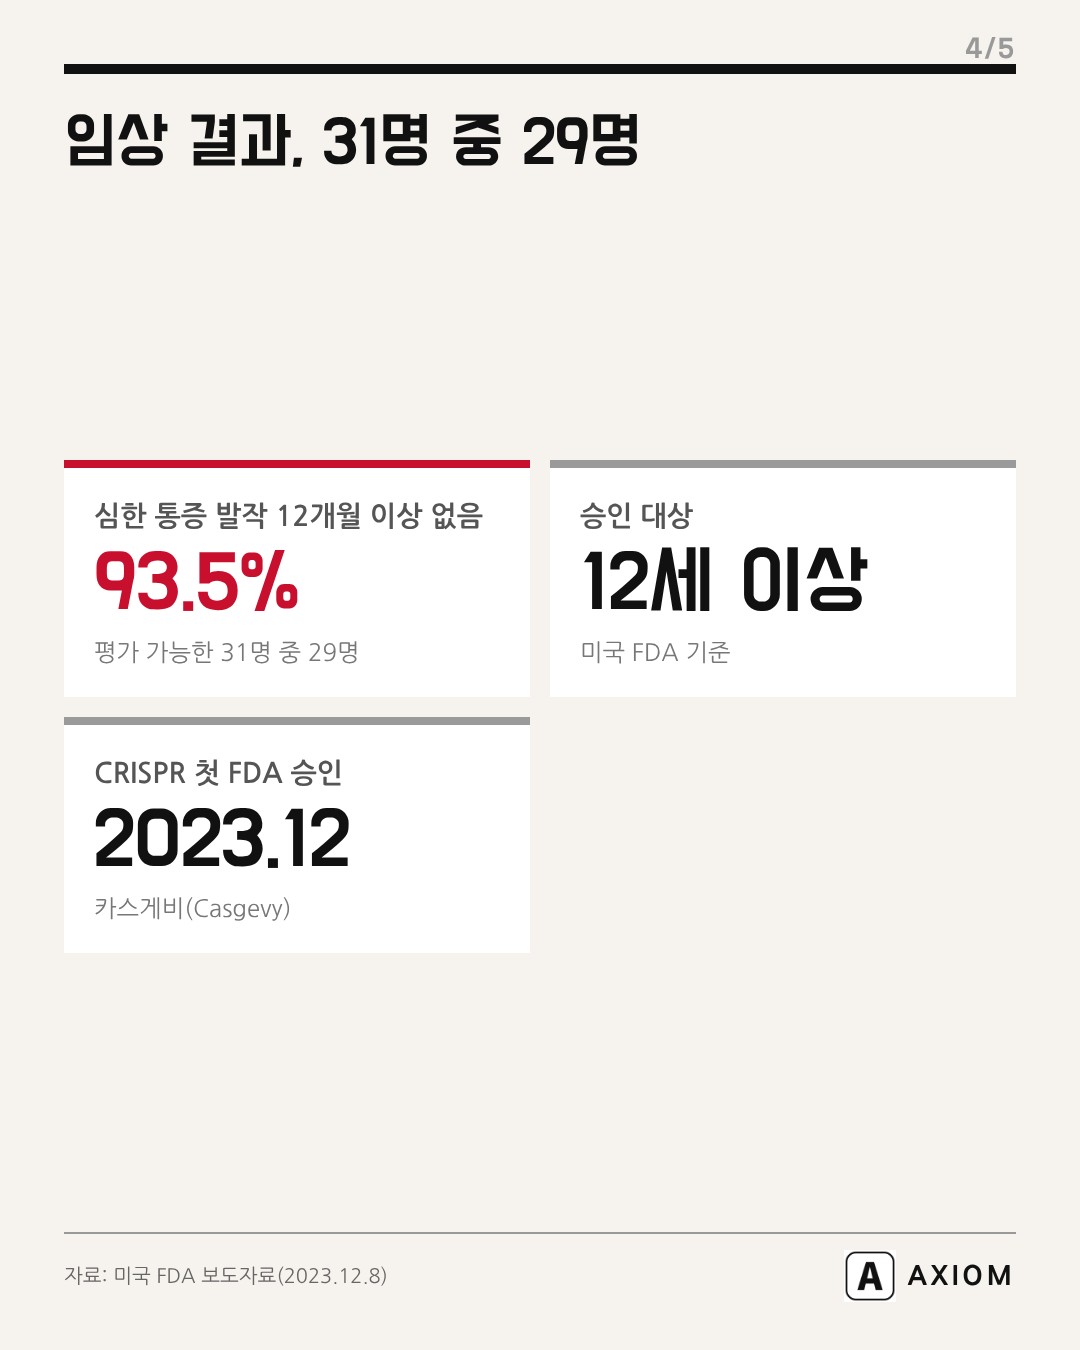 4/5
임상 결과, 31명 중 29명
심한 통증 발작 12개월 이상 없음
93.5%
평가 가능한 31명 중 29명
승인 대상
12세 이상
미국 FDA 기준
CRISPR 첫 FDA 승인
2023.12
카스게비(Casgevy)
자료: 미국 FDA 보도자료(2023.12.8)
A AXIOM